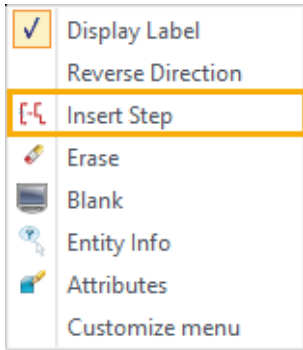 Display Label
Reverse Direction
Insert Step
Erase
Blank
Entity Info
Attributes
Customize menu